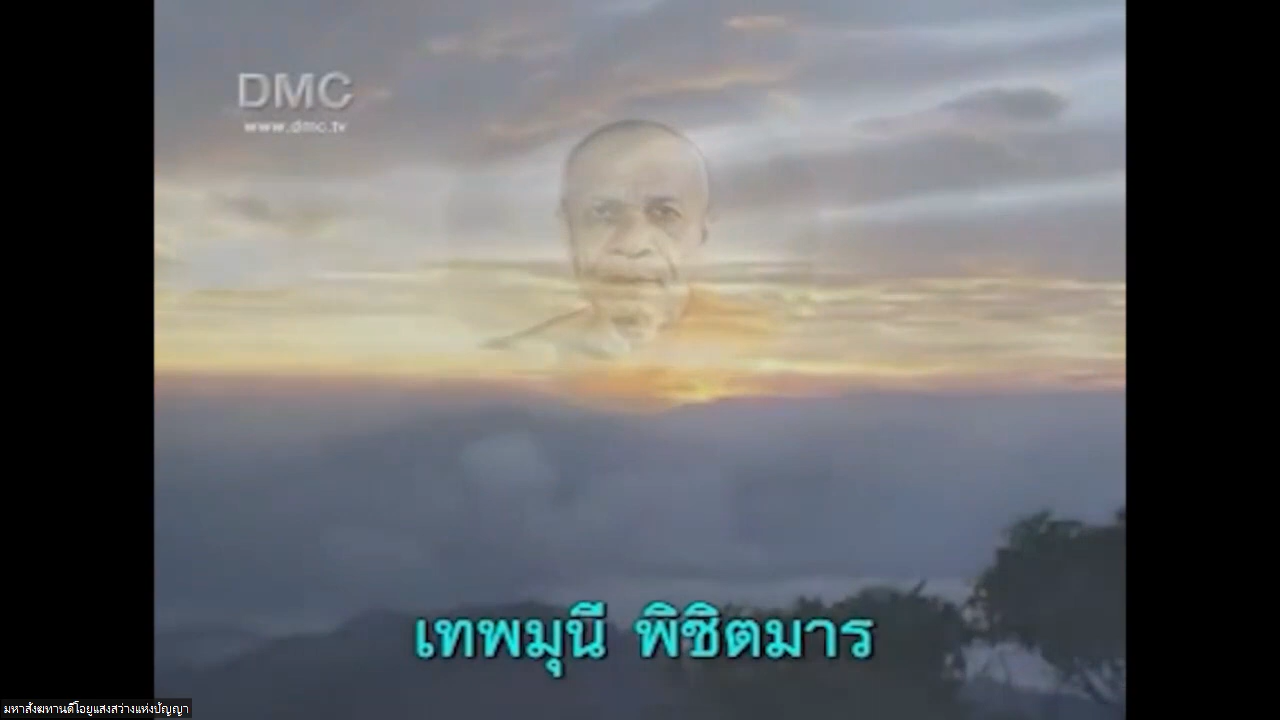 DMC
www.dmc.tv
เทพมุนี พิชิตมาร
มหาสังฆทานดีโอยูแสงสว่างแห่งปัญญา